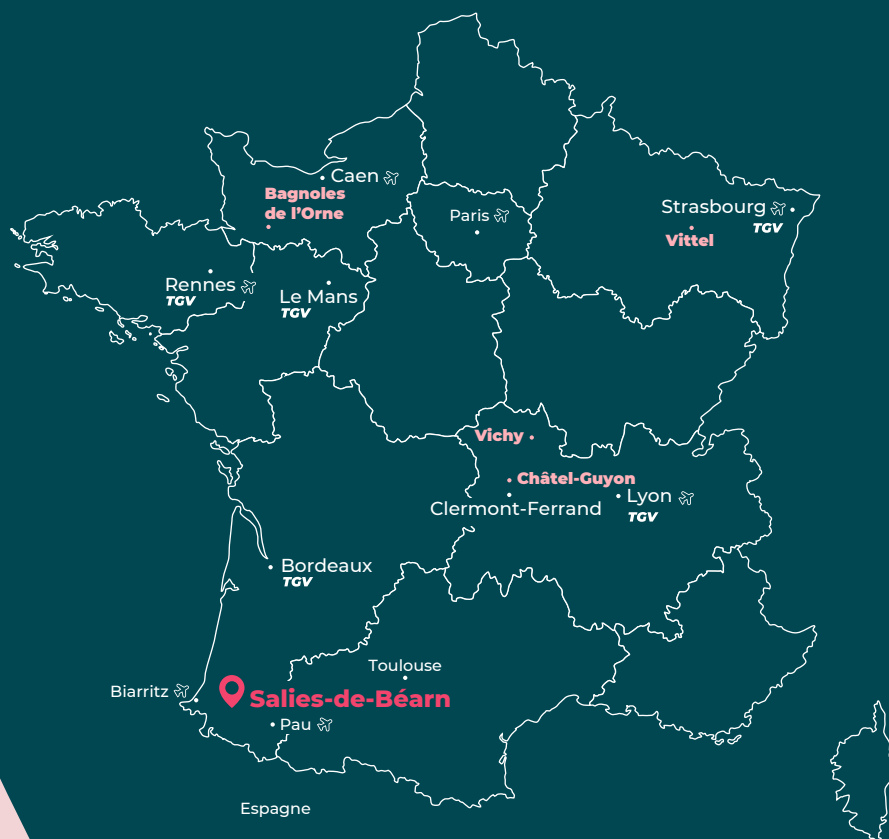 Caen
Bagnoles
de l'Orne
Paris
Strasbourg
TGV
Vittel
Rennes
TGV
Le Mans
TGV
Vichy
Châtel-Guyon
Clermont-Ferrand
Lyon
TGV
Bordeaux
TGV
Toulouse
Biarritz
Salies-de-Béarn
Pau
Espagne